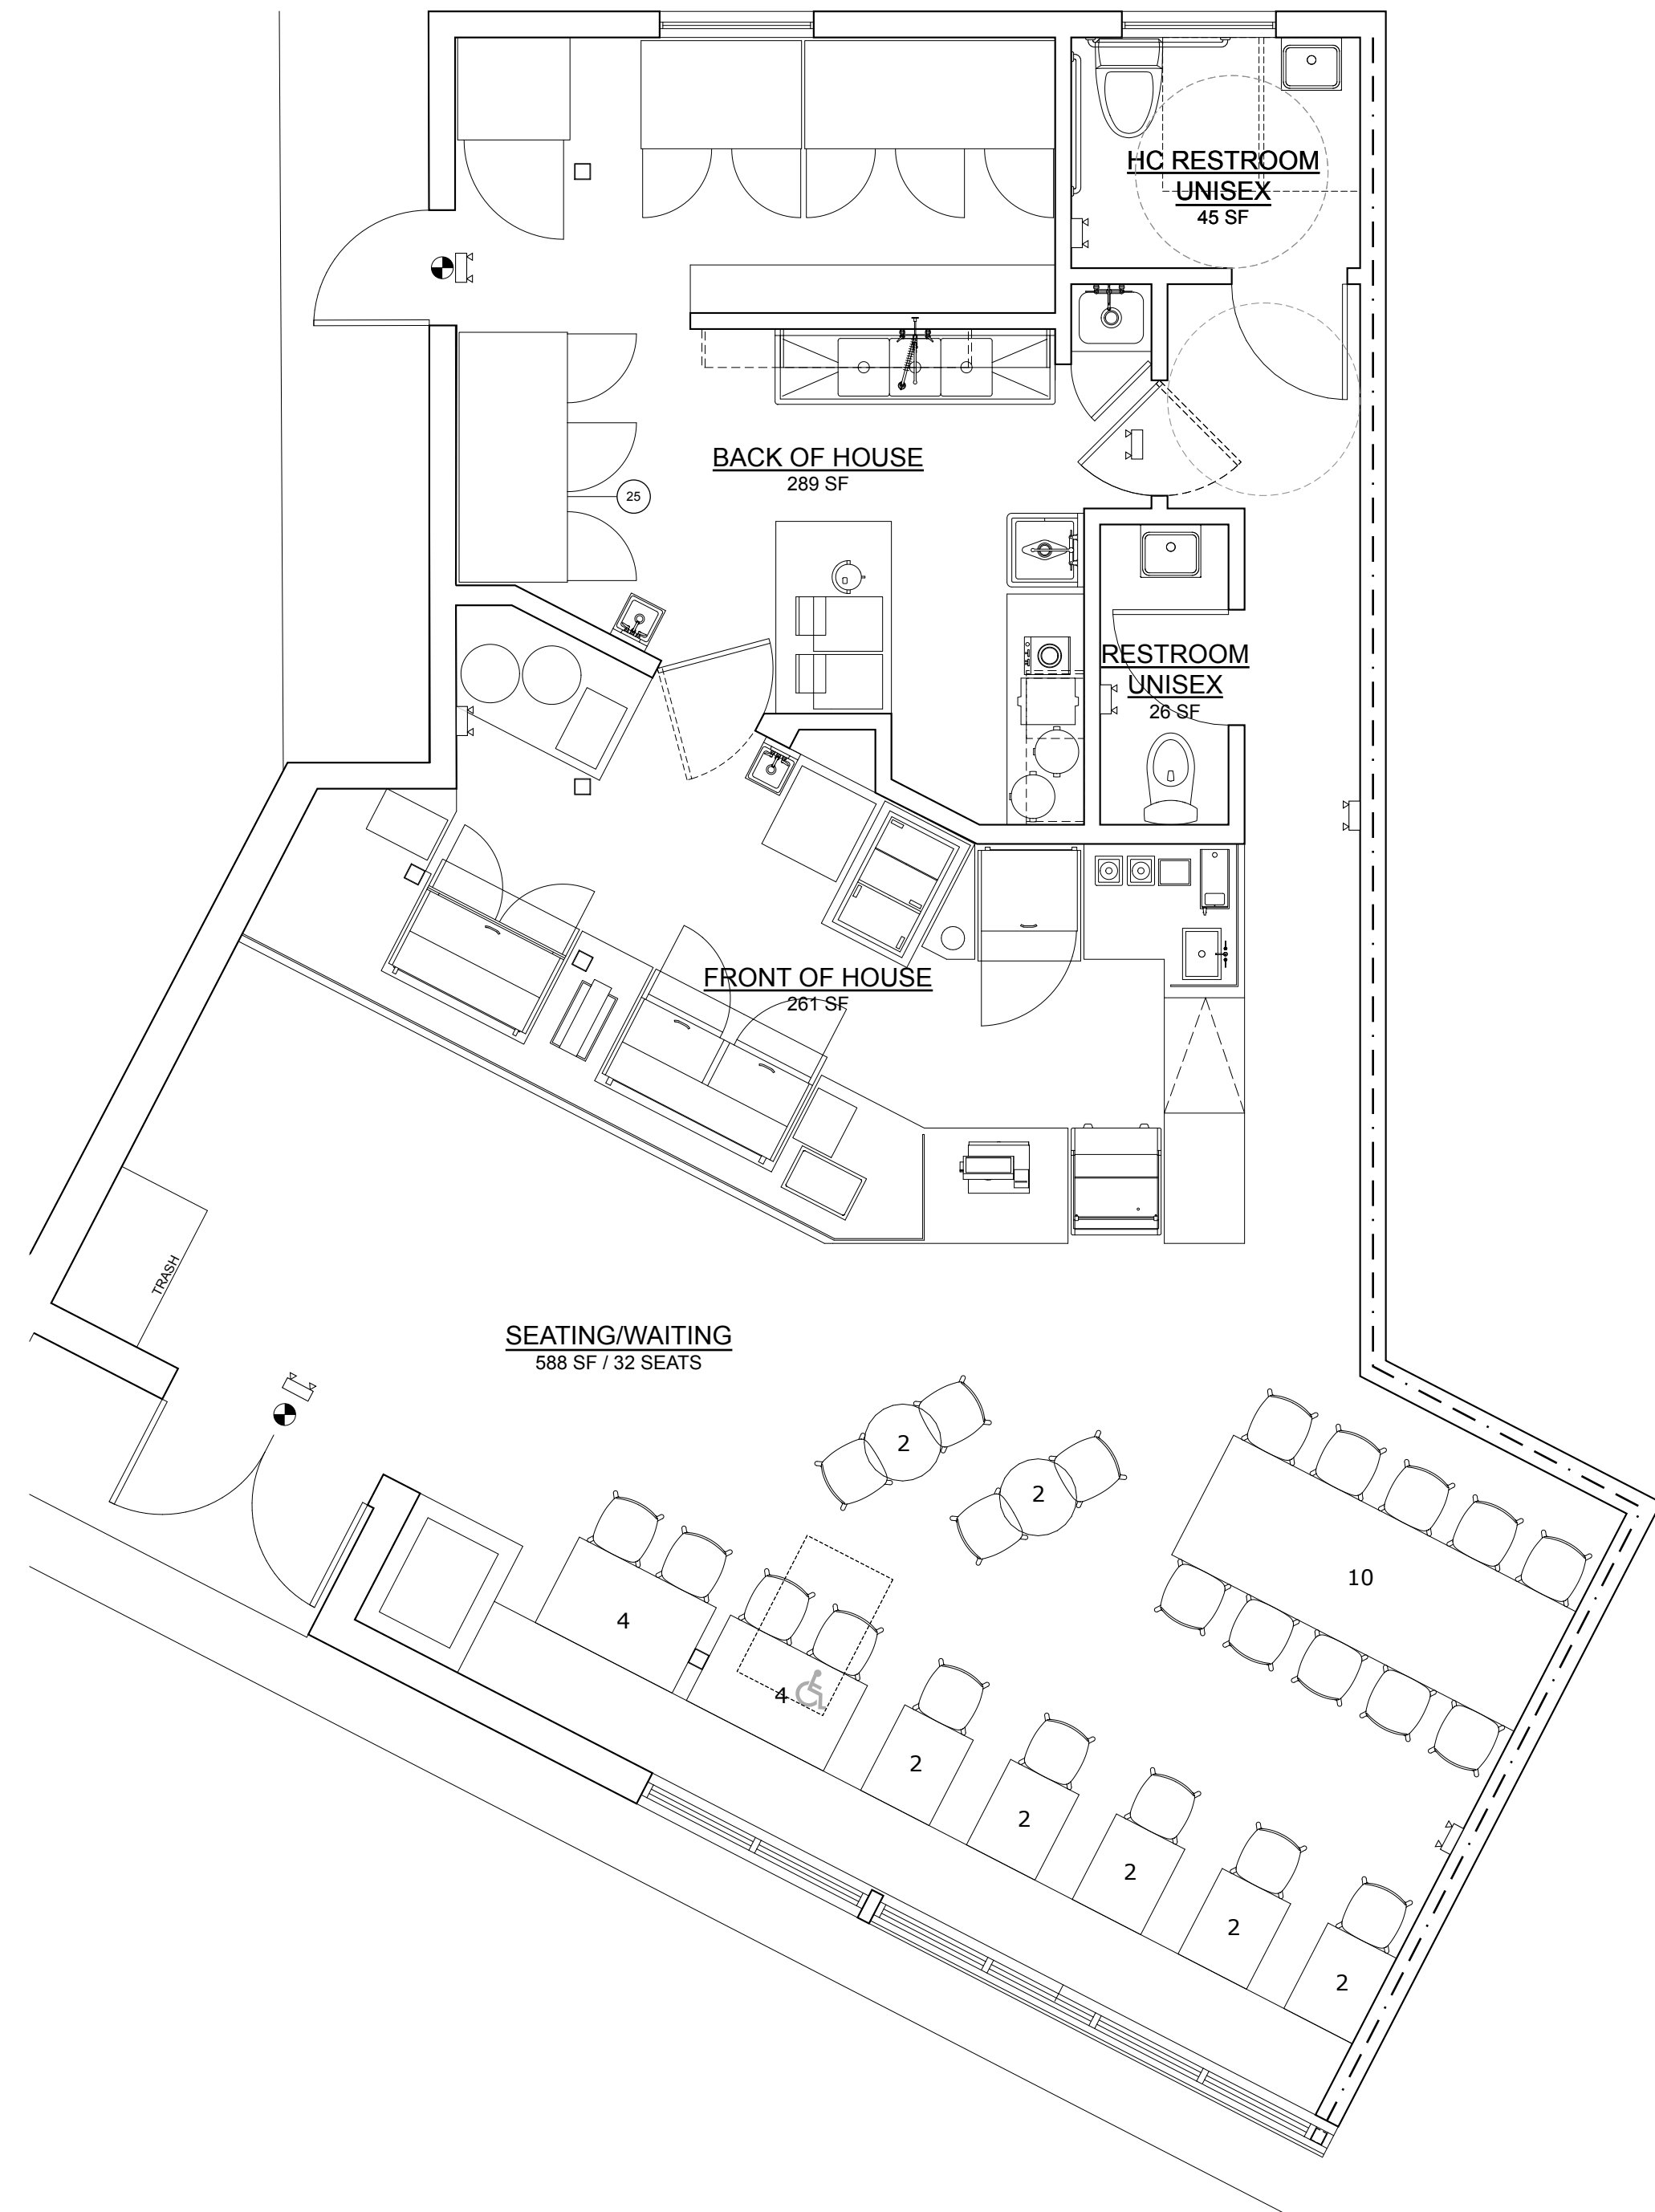 HC RESTROOM
UNISEX
45 SF
BACK OF HOUSE
289 SF
25
RESTROOM
UNISEX
26 SF
FRONT OF HOUSE
261 SF
TRASH
SEATING/WAITING
588 SF / 32 SEATS
2
2
10
4
4
2
2
2
2
2